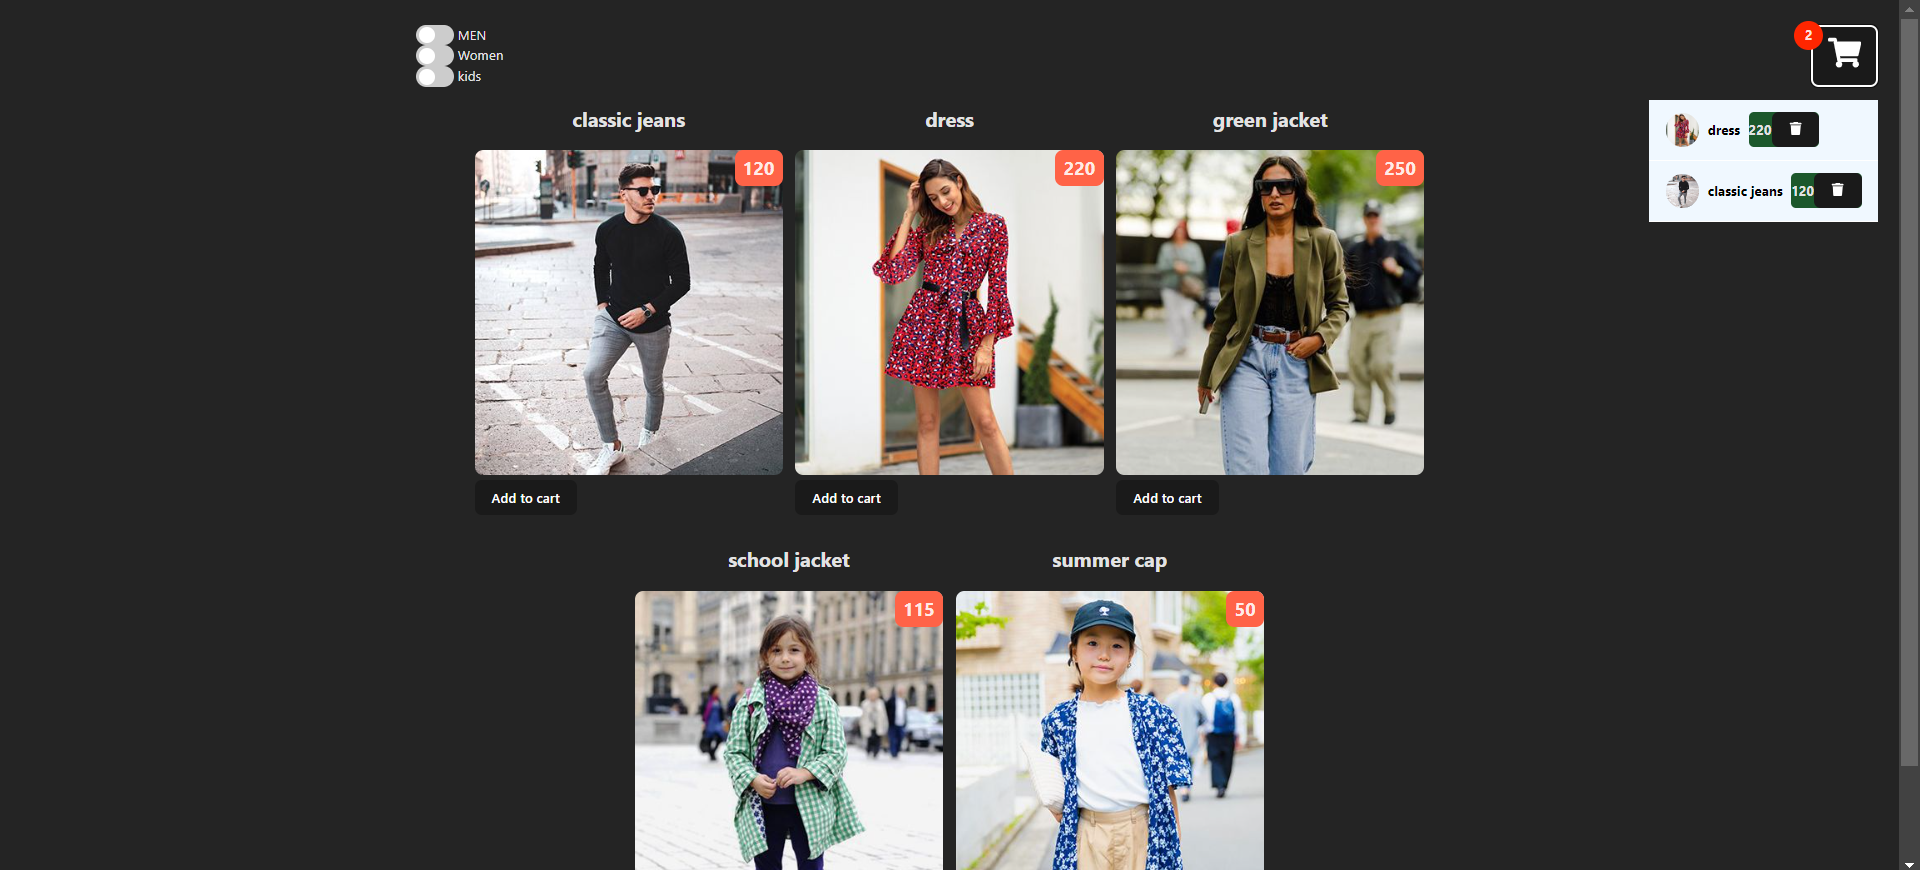 MEN
Women
kids
2
classic jeans
dress
green jacket
dress 220
classic jeans 120
120
220
250
Add to cart
Add to cart
Add to cart
school jacket
summer cap
115
50